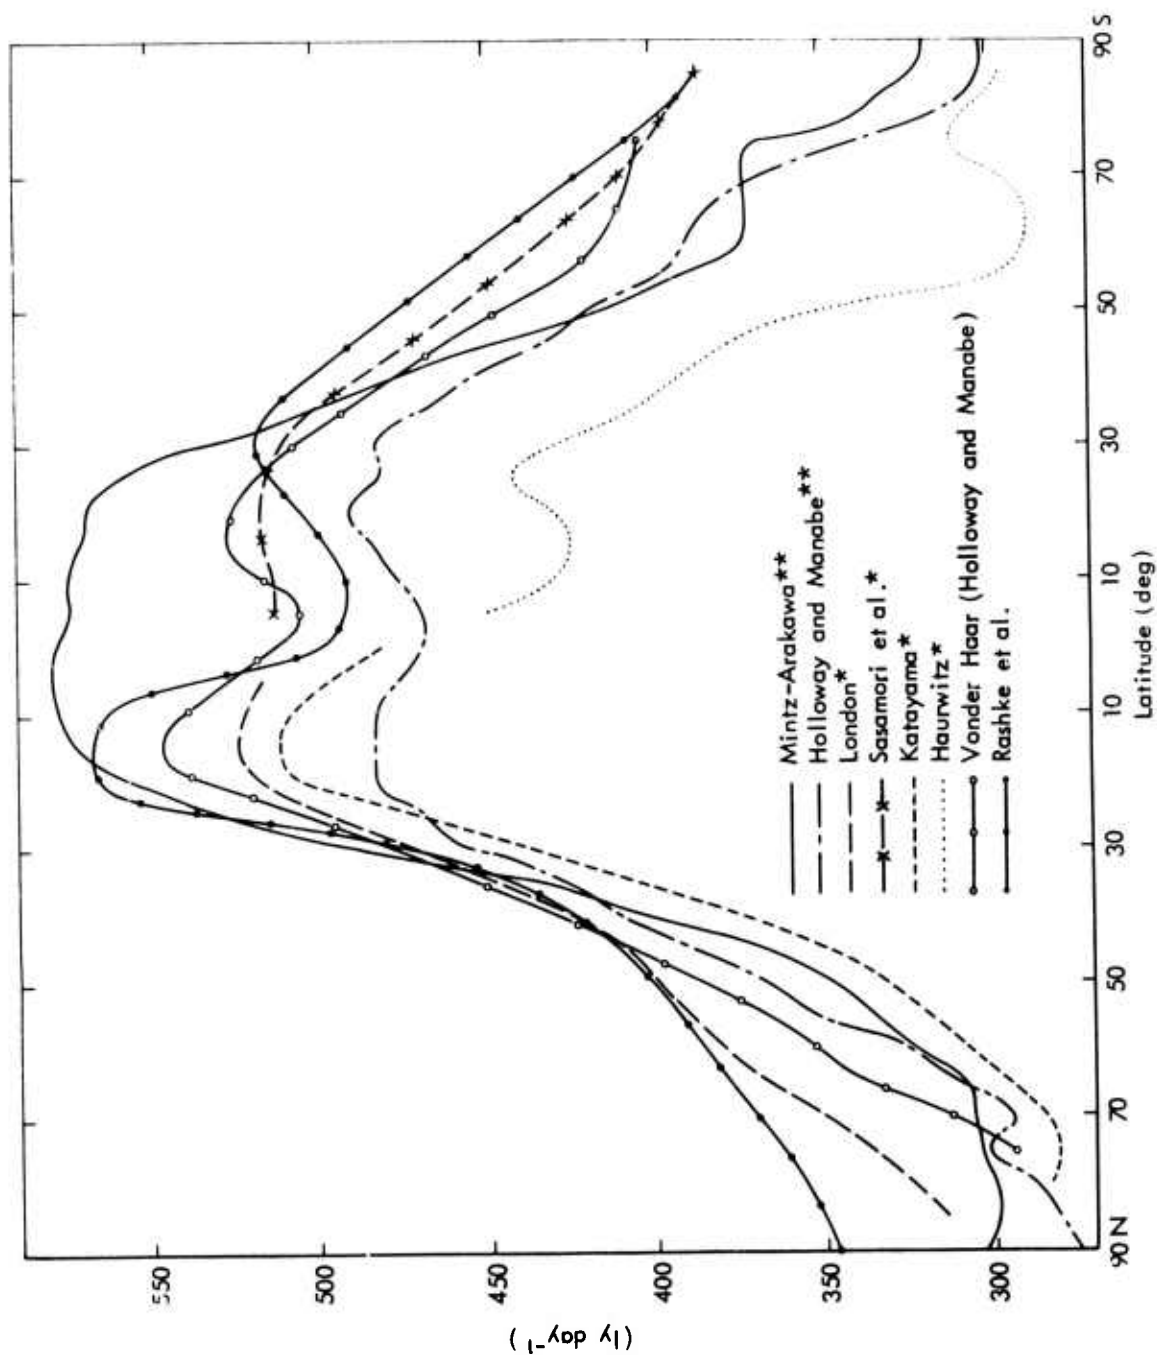 (ly day⁻¹)
550
500
450
400
350
300
90 N
70
50
30
10
10
30
50
70
90 S
Latitude (deg)
Mintz-Arakawa**
Holloway and Manabe**
London*
Sasamori et al.*
Katayama*
Haurwitz*
Vonder Haar (Holloway and Manabe)
Rashke et al.